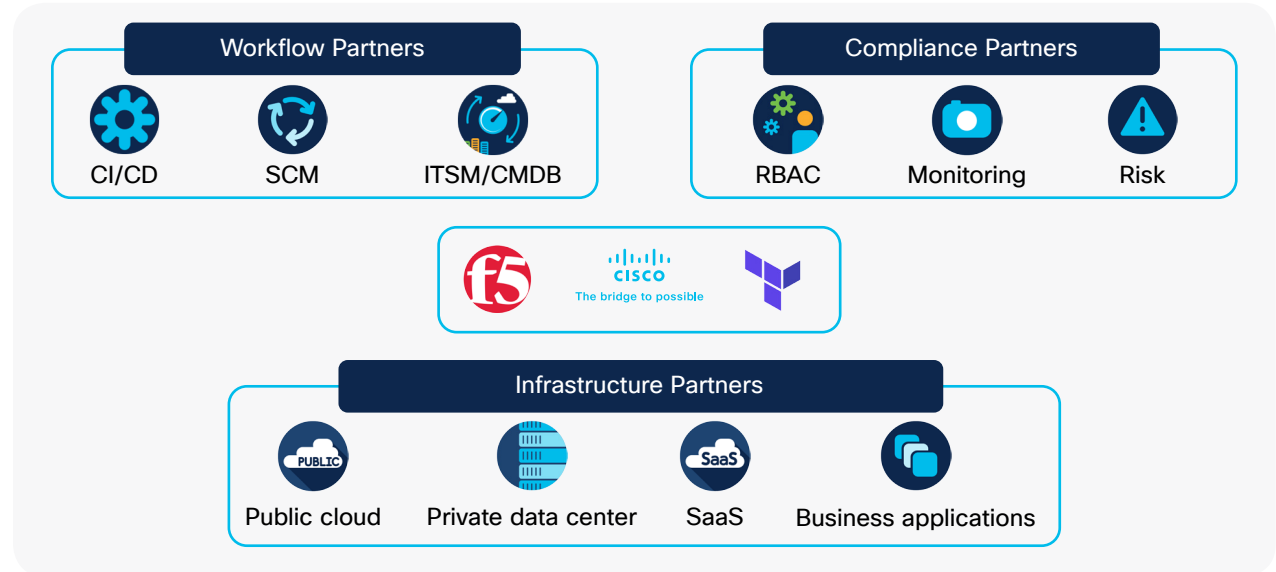 Workflow Partners
CI/CD
SCM
ITSM/CMDB
Compliance Partners
RBAC
Monitoring
Risk
f5
CISCO
The bridge to possible
Infrastructure Partners
PUBLIC
SaaS
Public cloud
Private data center
SaaS
Business applications